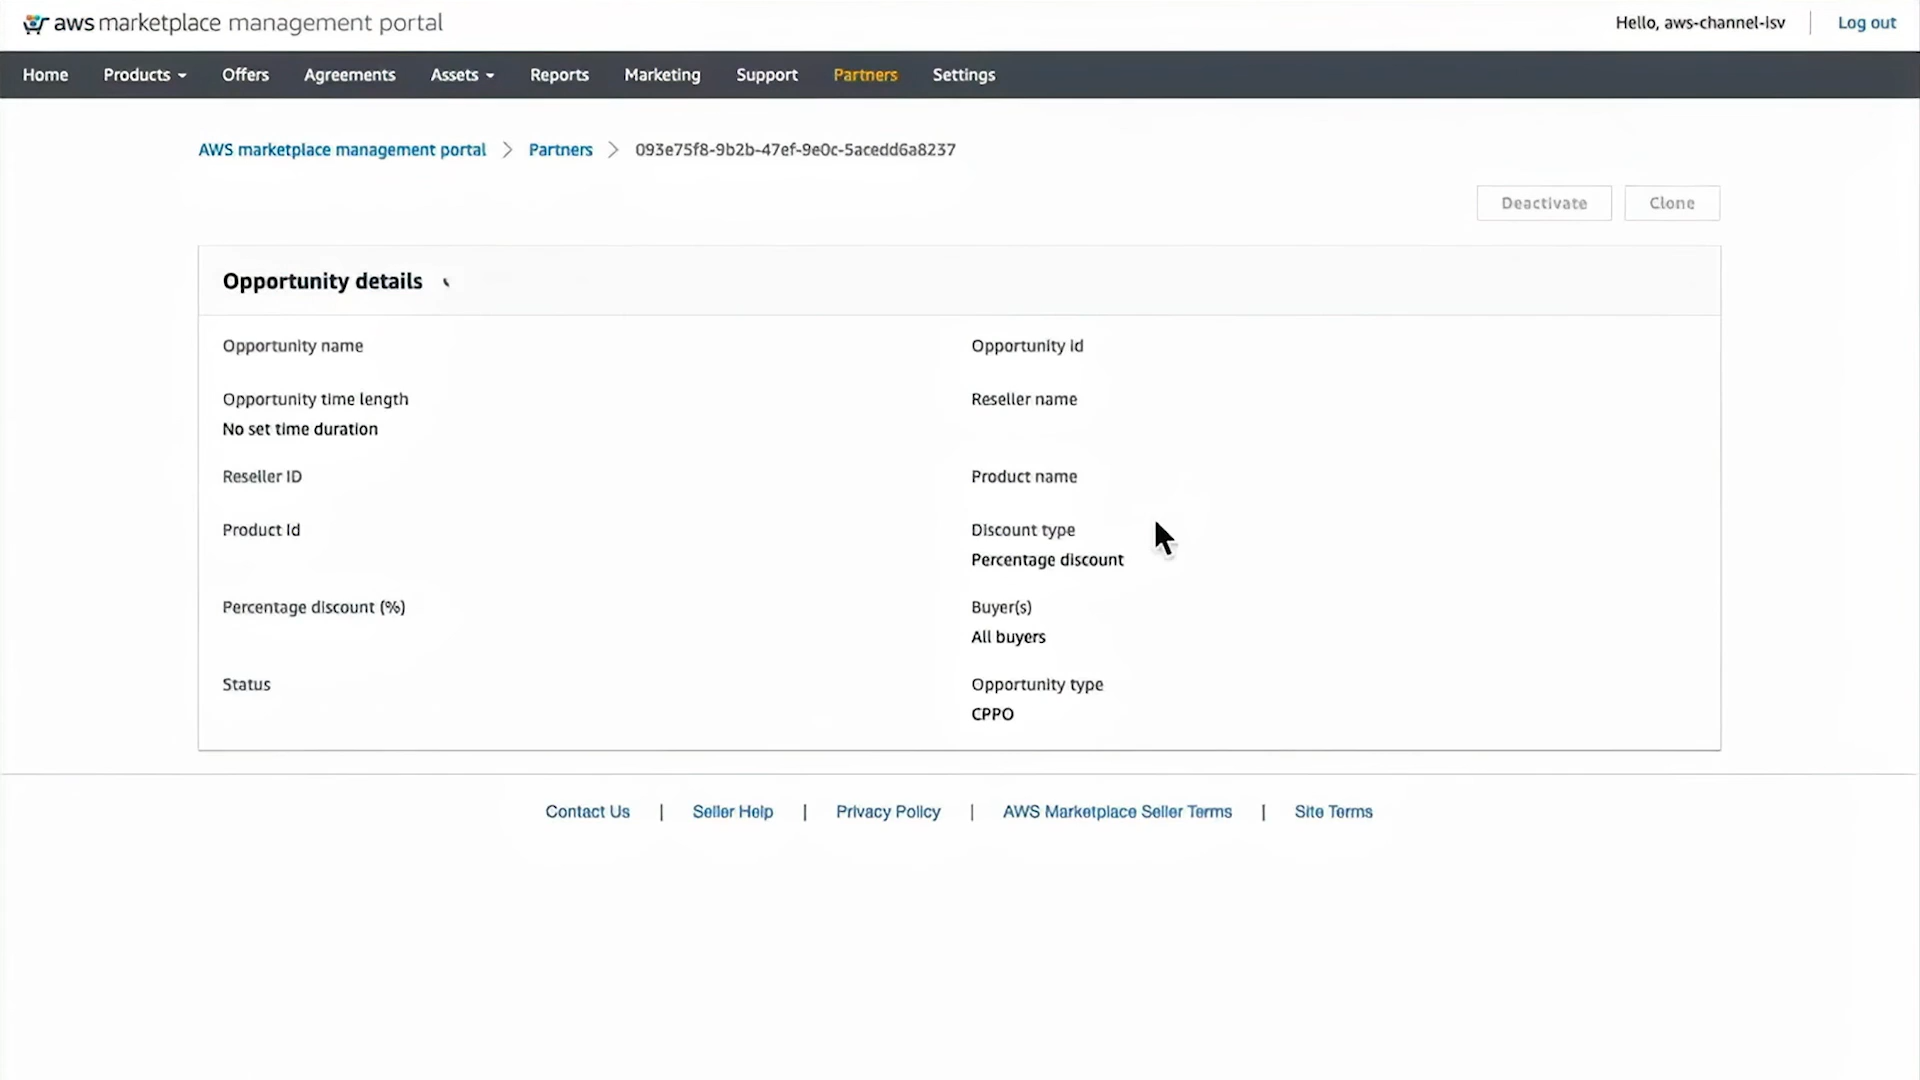 aws marketplace management portal
Hello, aws-channel-isv
Log out
Home
Products
Offers
Agreements
Assets
Reports
Marketing
Support
Partners
Settings
AWS marketplace management portal
Partners
093e75f8-9b2b-47ef-9e0c-5acedd6a8237
Deactivate
Clone
Opportunity details
Opportunity name
Opportunity id
Opportunity time length
No set time duration
Reseller name
Reseller ID
Product name
Product Id
Discount type
Percentage discount
Percentage discount (%)
Buyer(s)
All buyers
Status
Opportunity type
CPPO
Contact Us | Seller Help | Privacy Policy | AWS Marketplace Seller Terms | Site Terms